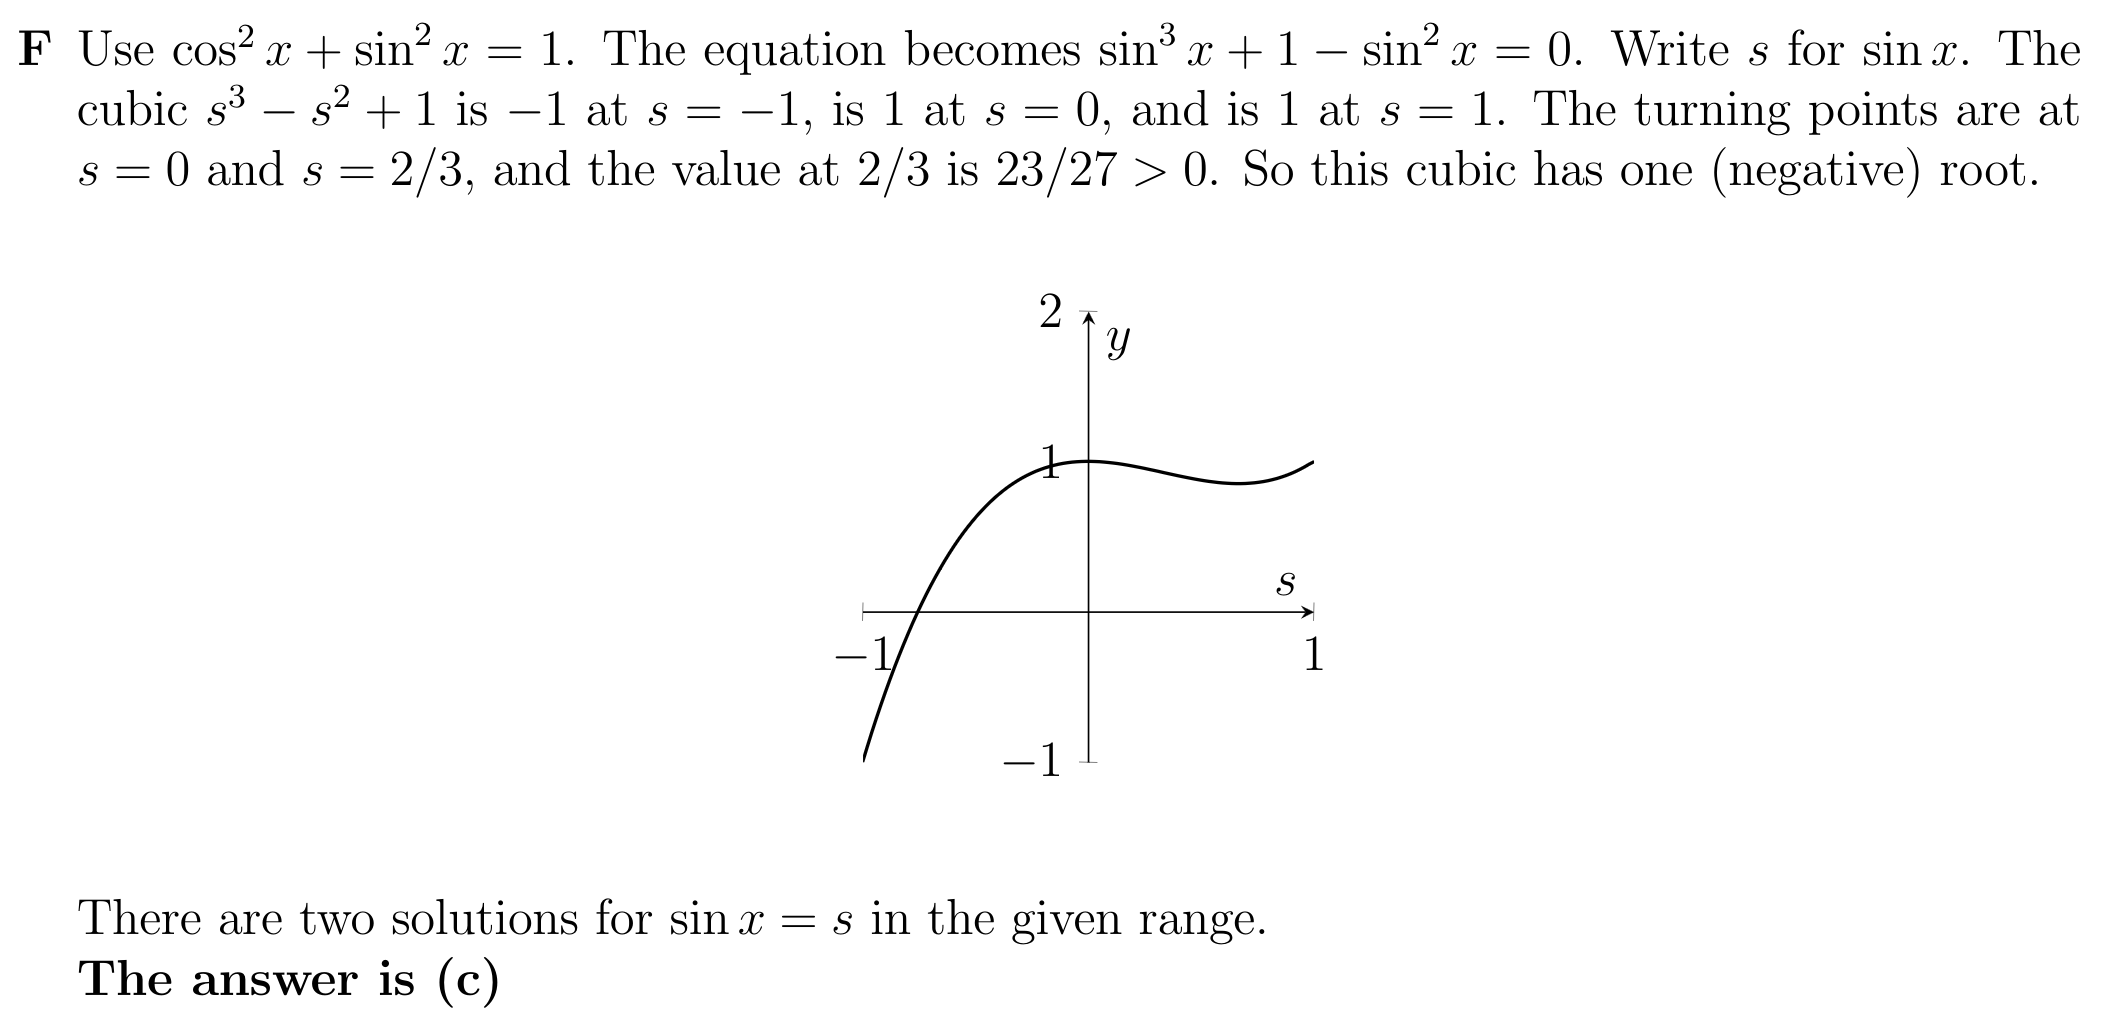 F Use cos² x + sin² x = 1. The equation becomes sin³ x + 1 − sin² x = 0. Write s for sin x. The
cubic s³ − s² + 1 is −1 at s = −1, is 1 at s = 0, and is 1 at s = 1. The turning points are at
s = 0 and s = 2/3, and the value at 2/3 is 23/27 > 0. So this cubic has one (negative) root.
2
y
1
s
−1
1
−1
There are two solutions for sin x = s in the given range.
The answer is (c)